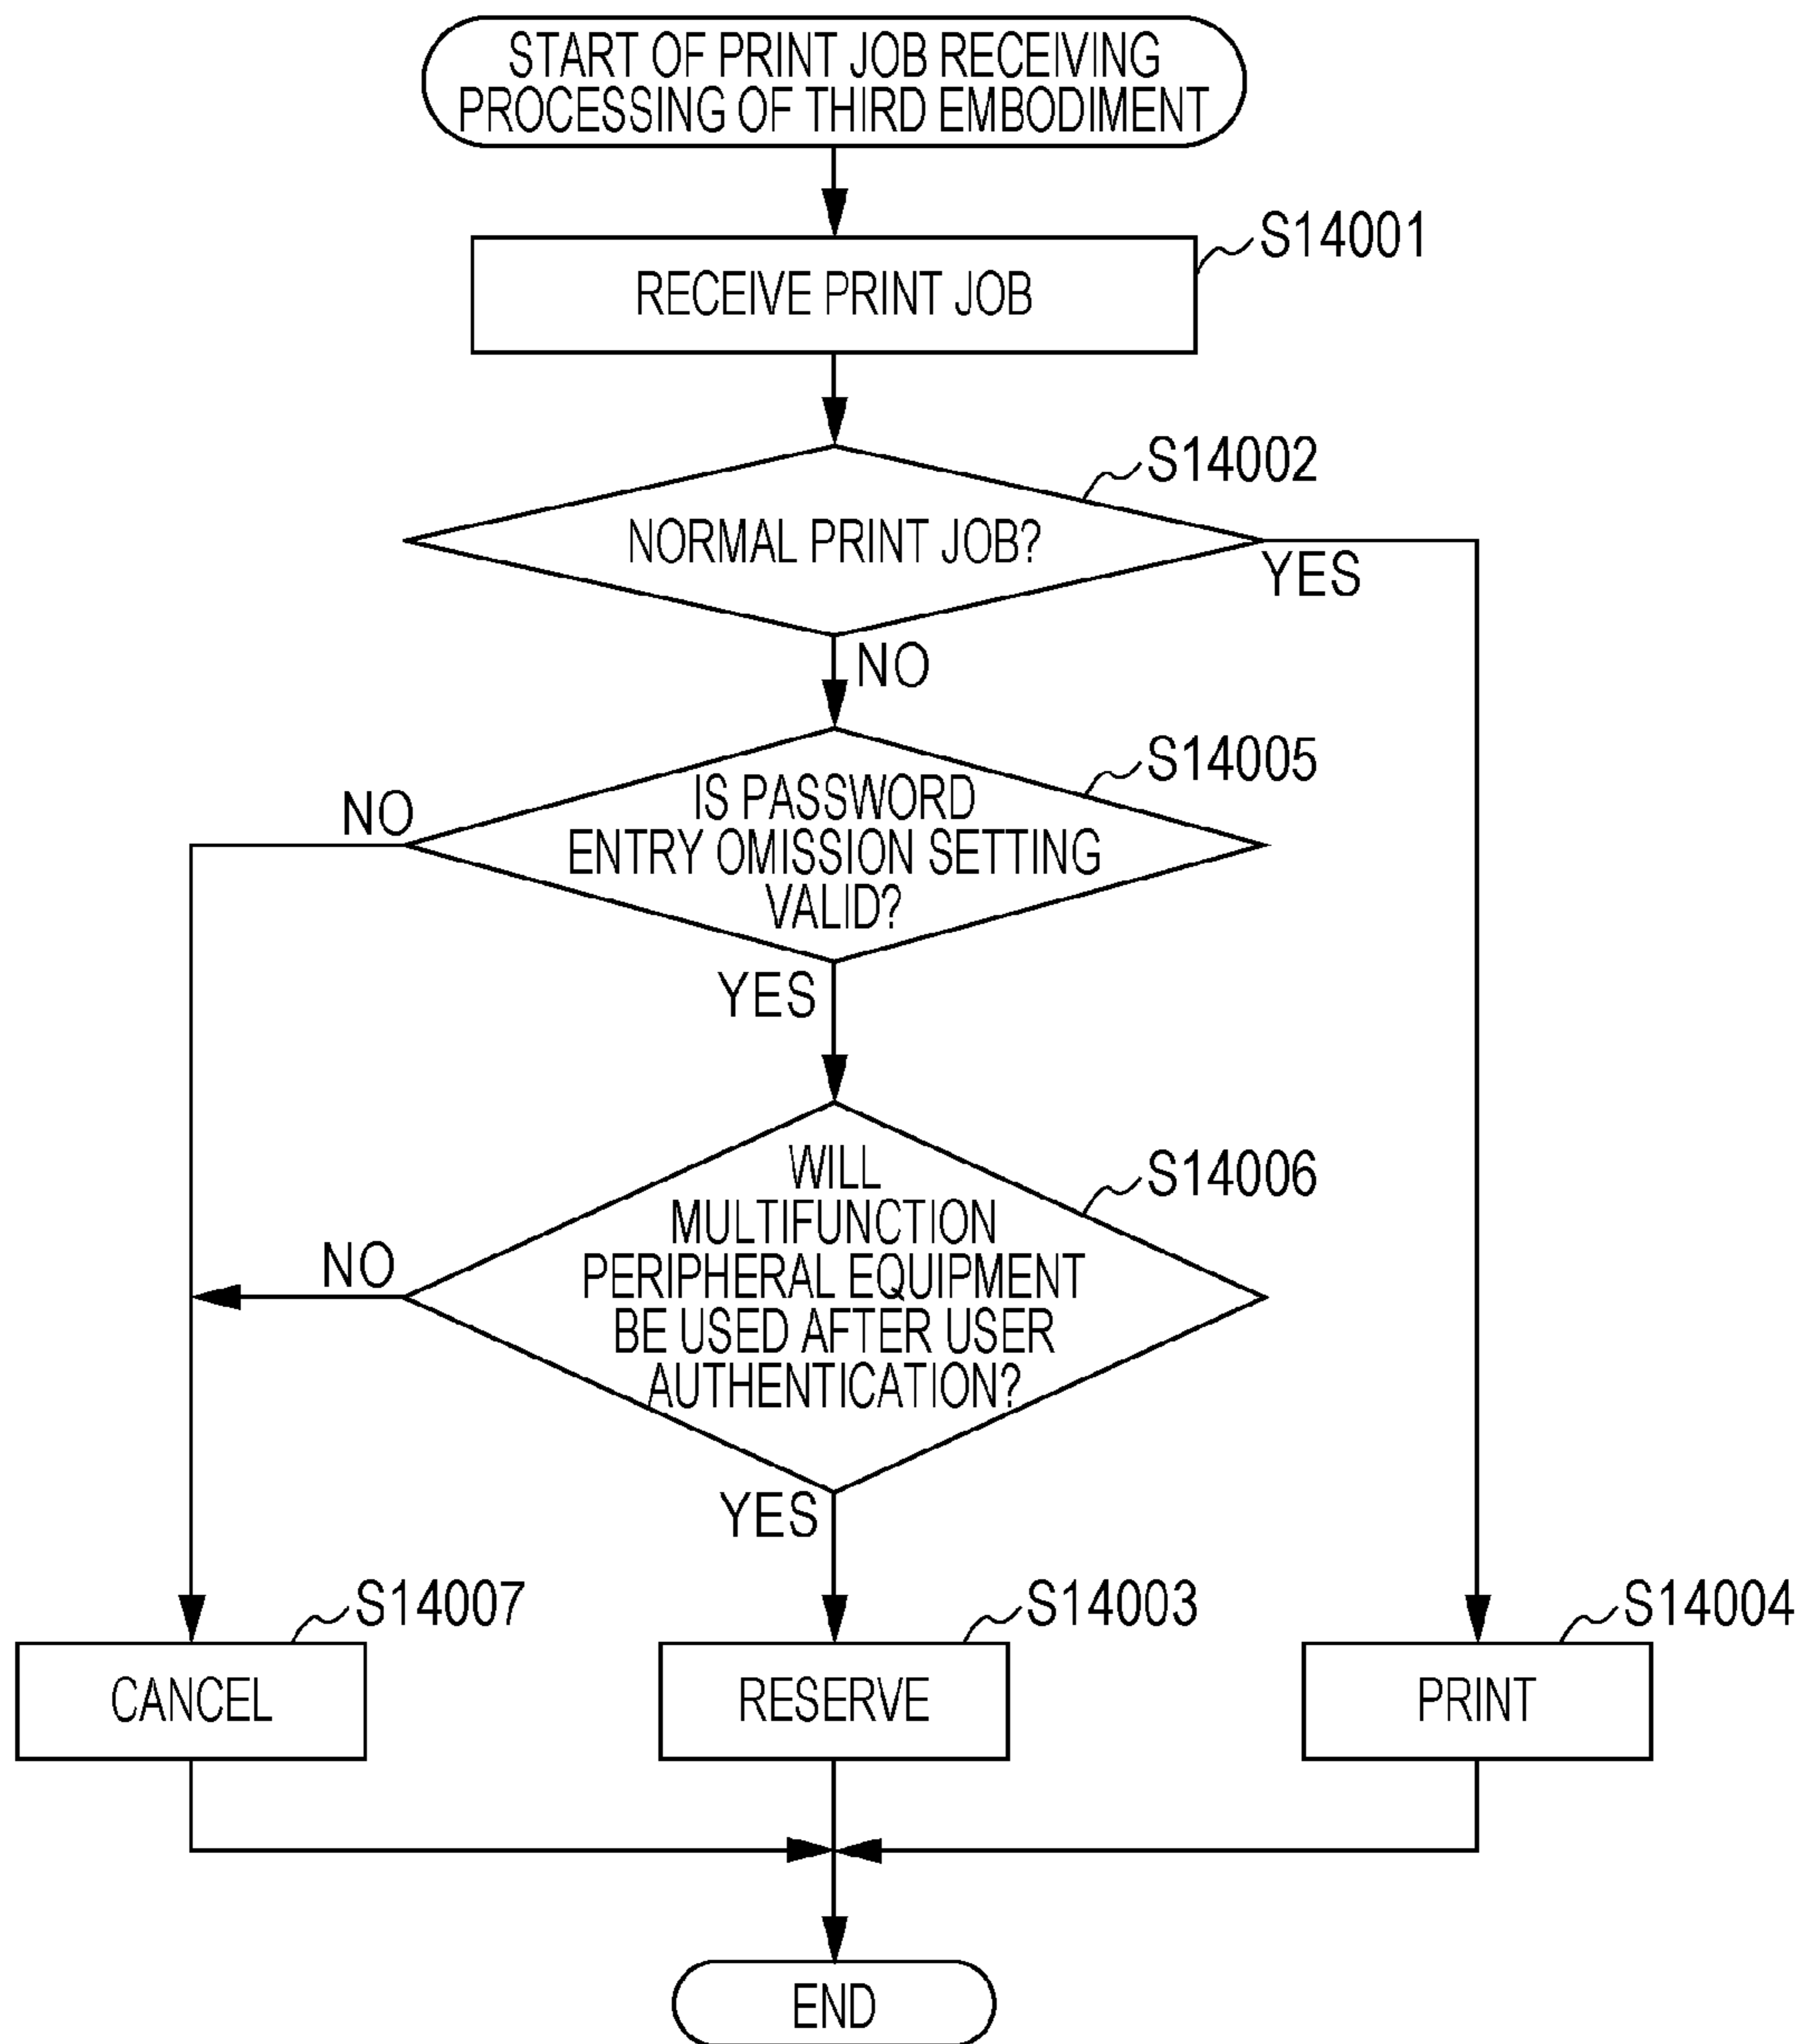 START OF PRINT JOB RECEIVING
PROCESSING OF THIRD EMBODIMENT
S14001
RECEIVE PRINT JOB
S14002
NORMAL PRINT JOB?
YES
NO
S14005
IS PASSWORD
ENTRY OMISSION SETTING
VALID?
NO
YES
S14006
WILL
MULTIFUNCTION
PERIPHERAL EQUIPMENT
BE USED AFTER USER
AUTHENTICATION?
NO
YES
S14007
CANCEL
S14003
RESERVE
S14004
PRINT
END